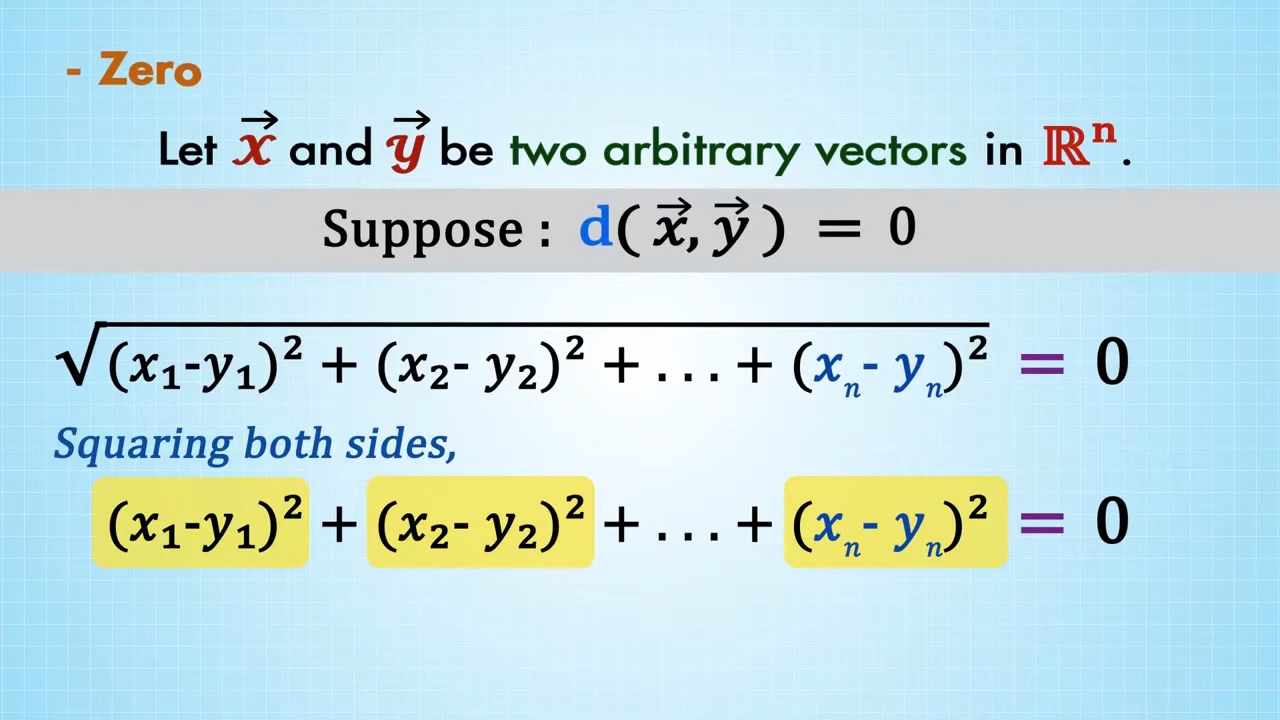 - Zero
Let x⃗ and y⃗ be two arbitrary vectors in ℝⁿ.
Suppose : d( x⃗, y⃗ ) = 0
√(x₁-y₁)² + (x₂- y₂)² + ... + (xₙ- yₙ)² = 0
Squaring both sides,
(x₁-y₁)² + (x₂- y₂)² + ... + (xₙ- yₙ)² = 0